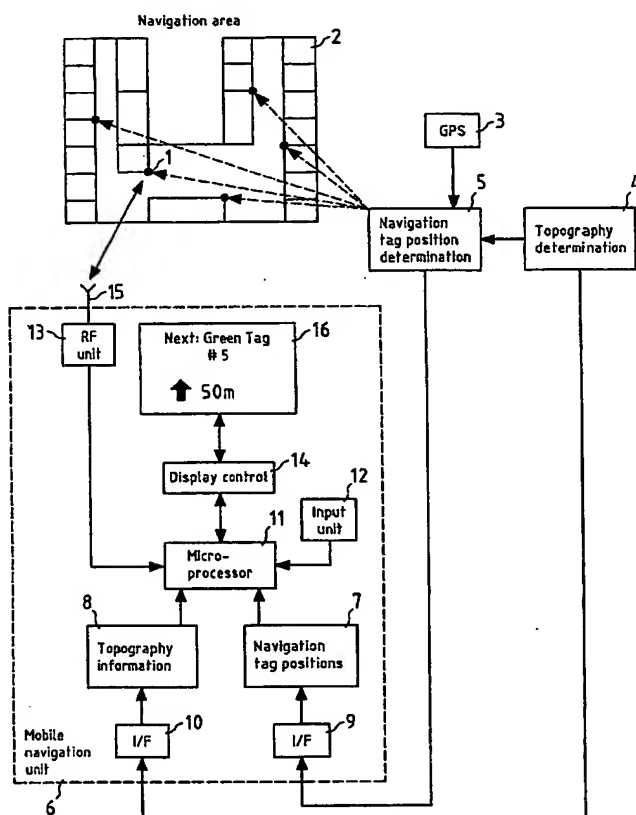 Navigation area
2
1
GPS
3
5
4
Navigation
tag position
determination
Topography
determination
15
13
RF
unit
16
Next: Green Tag
# 5
50m
14
Display control
12
Input
unit
11
Micro-
processor
8
Topography
information
7
Navigation
tag positions
10
I/F
9
I/F
Mobile
navigation
unit
6